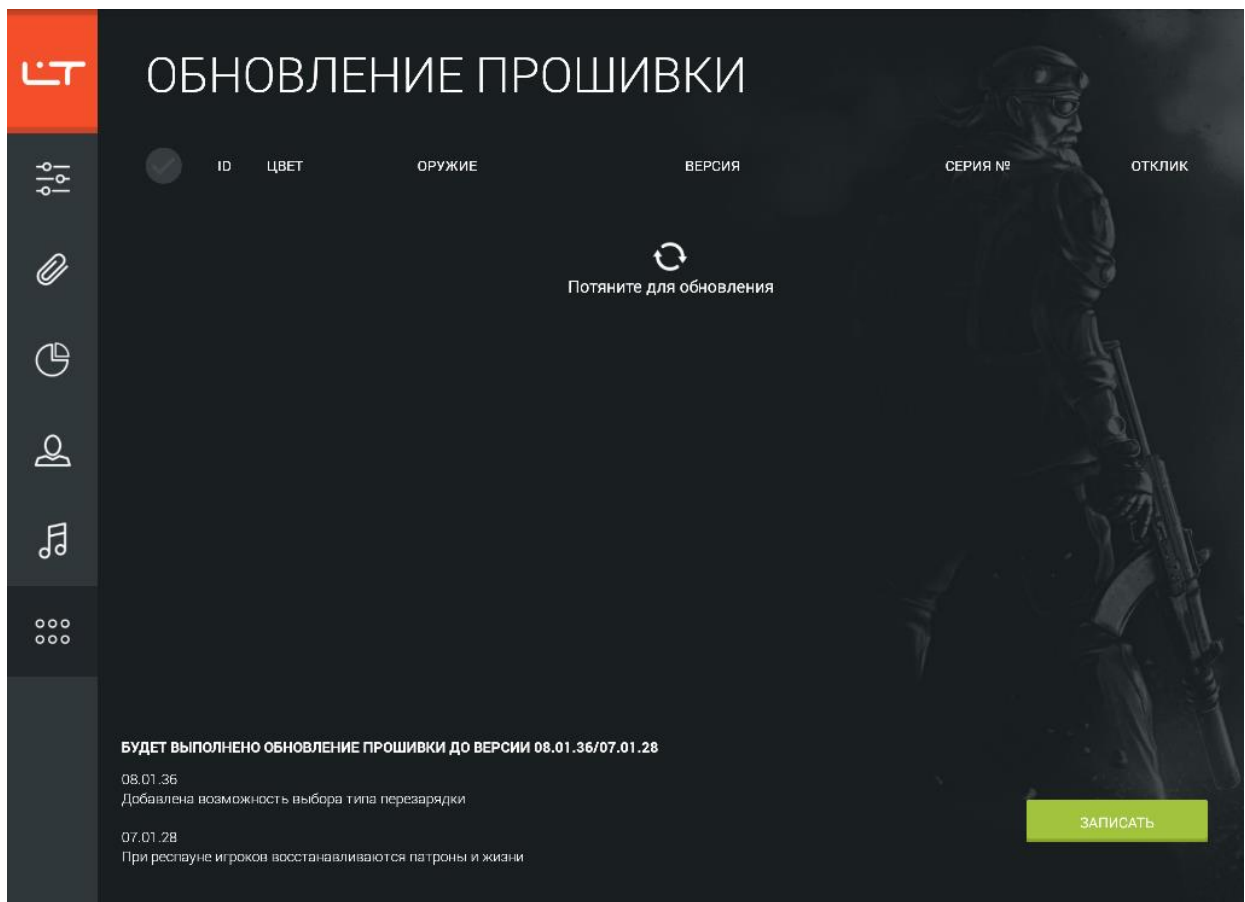 ОБНОВЛЕНИЕ ПРОШИВКИ
ID ЦВЕТ ОРУЖИЕ ВЕРСИЯ СЕРИЯ № ОТКЛИК
Потяните для обновления
БУДЕТ ВЫПОЛНЕНО ОБНОВЛЕНИЕ ПРОШИВКИ ДО ВЕРСИИ 08.01.36/07.01.28
08.01.36
Добавлена возможность выбора типа перезарядки
ЗАПИСАТЬ
07.01.28
При респауне игроков восстанавливаются патроны и жизни